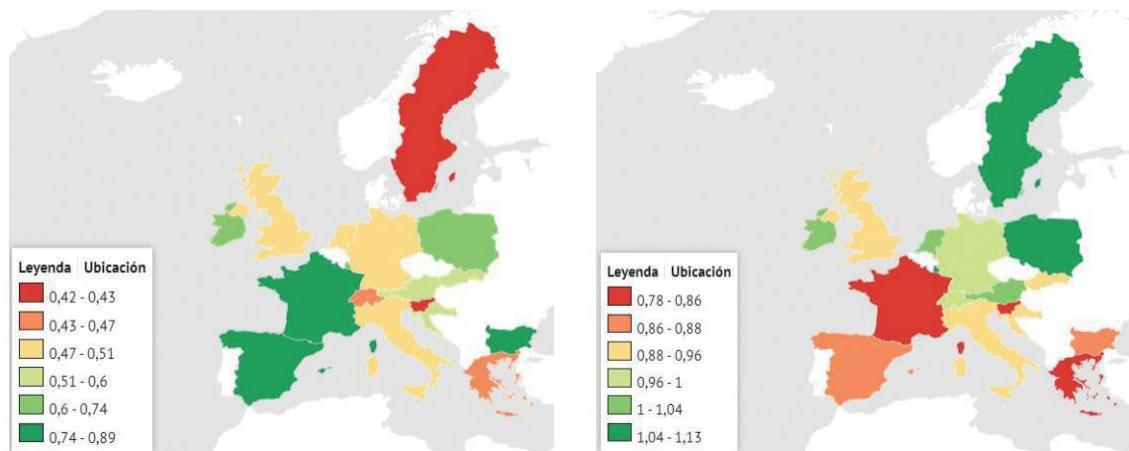 Leyenda Ubicación
0,42 - 0,43
0,43 - 0,47
0,47 - 0,51
0,51 - 0,6
0,6 - 0,74
0,74 - 0,89
Leyenda Ubicación
0,78 - 0,86
0,86 - 0,88
0,88 - 0,96
0,96 - 1
1 - 1,04
1,04 - 1,13